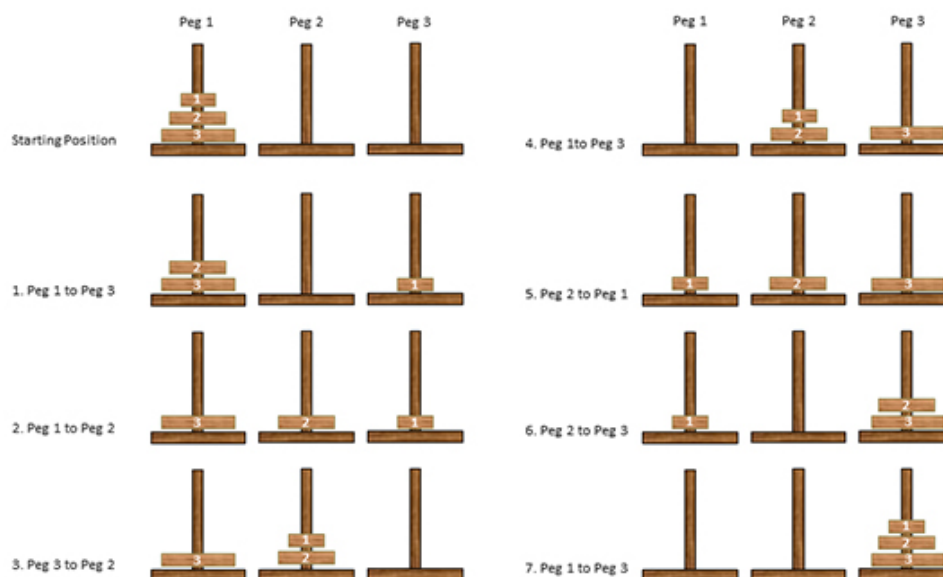 Peg 1 Peg 2 Peg 3
Starting Position
1
2
3
1. Peg 1 to Peg 3
2
3
1
2. Peg 1 to Peg 2
3 2 1
3. Peg 3 to Peg 2
1
3 2
Peg 1 Peg 2 Peg 3
4. Peg 1to Peg 3
1
2 3
5. Peg 2 to Peg 1
1 2 3
6. Peg 2 to Peg 3
2
1 3
7. Peg 1 to Peg 3
1
2
3